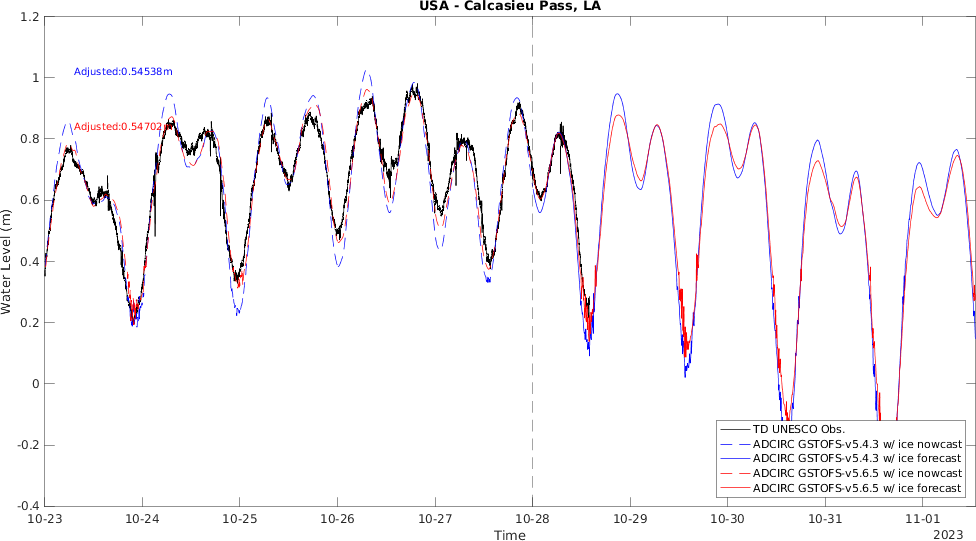 USA - Calcasieu Pass, LA
1.2
1
0.8
0.6
0.4
0.2
0
-0.2
-0.4
Water Level (m)
Adjusted:0.54538m
Adjusted:0.54702
TD UNESCO Obs.
ADCIRC GSTOFS-v5.4.3 w/ ice nowcast
ADCIRC GSTOFS-v5.4.3 w/ ice forecast
ADCIRC GSTOFS-v5.6.5 w/ ice nowcast
ADCIRC GSTOFS-v5.6.5 w/ ice forecast
10-23 10-24 10-25 10-26 10-27 10-28 10-29 10-30 10-31 11-01
Time
2023